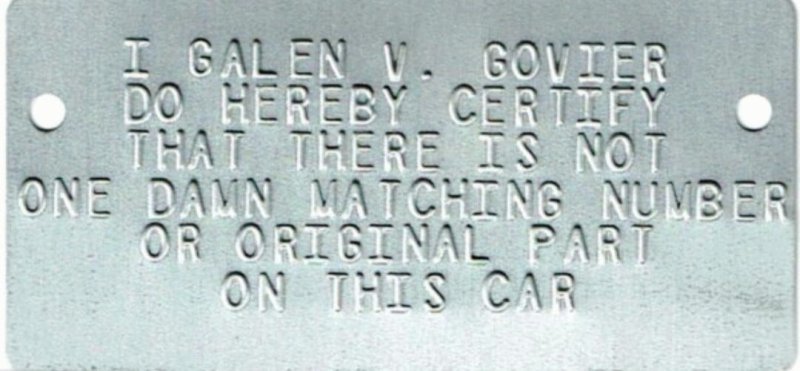 I GALEN V. GOVIER
DO HEREBY CERTIFY
THAT THERE IS NOT
ONE DAMN MATCHING NUMBER
OR ORIGINAL PART
ON THIS CAR